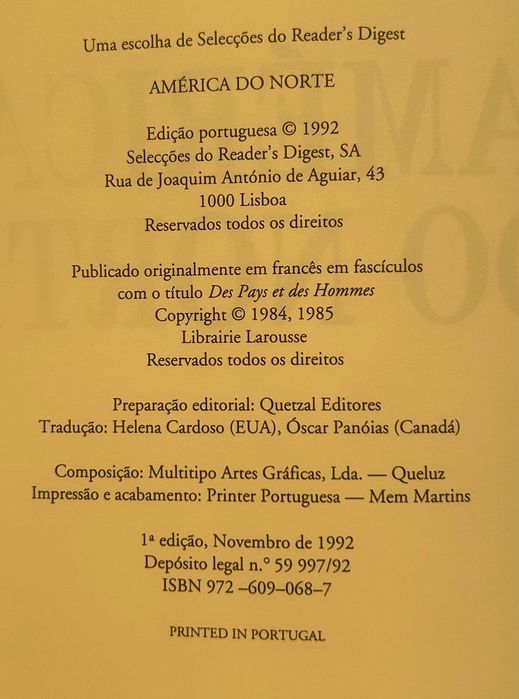 Uma escolha de Selecções do Reader's Digest
AMÉRICA DO NORTE
Edição portuguesa © 1992
Selecções do Reader's Digest, SA
Rua de Joaquim António de Aguiar, 43
1000 Lisboa
Reservados todos os direitos
Publicado originalmente em francês em fascículos
com o título Des Pays et des Hommes
Copyright © 1984, 1985
Librairie Larousse
Reservados todos os direitos
Preparação editorial: Quetzal Editores
Tradução: Helena Cardoso (EUA), Óscar Panóias (Canadá)
Composição: Multitipo Artes Gráficas, Lda. — Queluz
Impressão e acabamento: Printer Portuguesa — Mem Martins
1ª edição, Novembro de 1992
Depósito legal n.° 59 997/92
ISBN 972 –609–068–7
PRINTED IN PORTUGAL